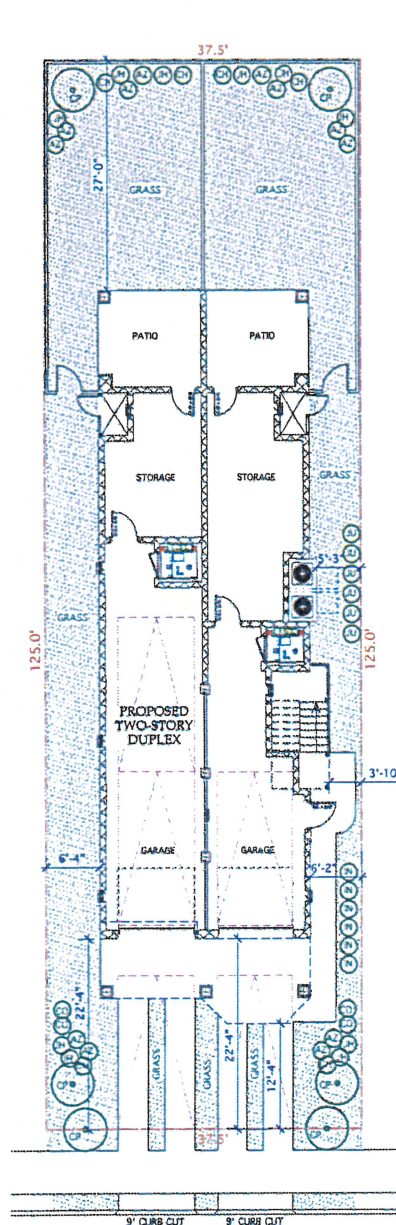 37.5'
27'-0"
GRASS GRASS
PATIO PATIO
STORAGE STORAGE
GRASS
5'-3
GRASS
125.0' 125.0'
PROPOSED
TWO-STORY
DUPLEX
3'-10
GARAGE GARAGE
6'-4" 6'-2"
22'-4" 22'-4" 12'-4"
GRASS GRASS GRASS
37.5'
9' CURB CUT 9' CURB CUT